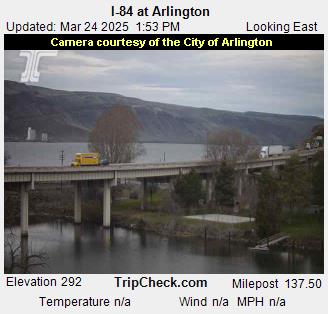 I-84 at Arlington
Updated: Mar 24 2025 1:53 PM Looking East
Camera courtesy of the City of Arlington
Elevation 292 TripCheck.com Milepost 137.50
Temperature n/a Wind n/a MPH n/a